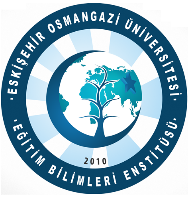 ·ESKİŞEHİR OSMANGAZİ ÜNİVERSİTESİ·
2010
EĞİTİM BİLİMLERİ ENSTİTÜSÜ